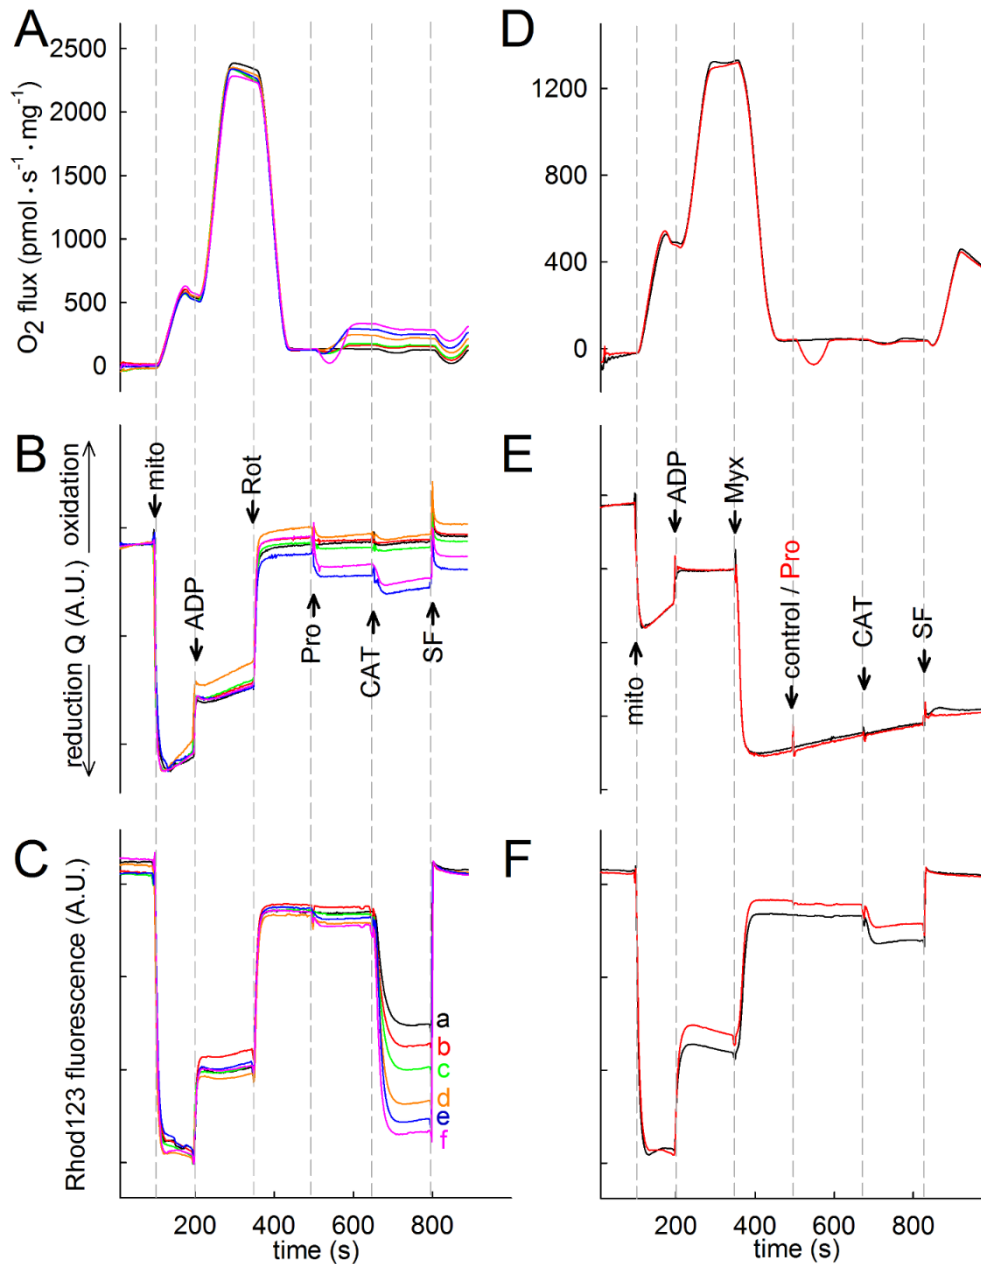 A
O2 flux (pmol · s-1 · mg-1)
2500
2000
1500
1000
500
0
D
1200
800
400
0
B
reduction Q (A.U.) oxidation
mito
ADP
Rot
Pro
CAT
SF
E
mito
ADP
Myx
control / Pro
CAT
SF
C
Rhod123 fluorescence (A.U.)
a
b
c
d
e
f
200 400 600 800
time (s)
F
200 400 600 800
time (s)